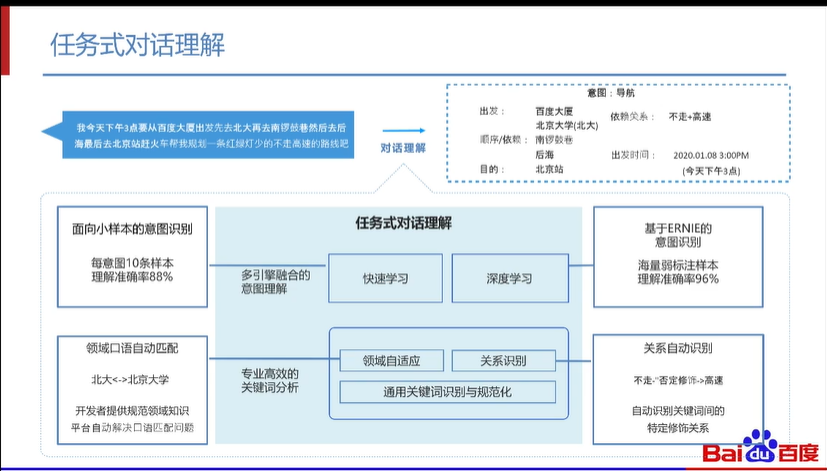 任务式对话理解
我今天下午3点要从百度大厦出发先去北大再去南锣鼓巷然后去后
海最后去北京站赶火车帮我规划一条红绿灯少的不走高速的路线吧
对话理解
意图：导航
出发： 百度大厦
北京大学(北大)
依赖关系： 不走+高速
顺序/依赖： 南锣鼓巷
后海
出发时间： 2020.01.08 3:00PM
目的： 北京站
(今天下午3点)
面向小样本的意图识别
每意图10条样本
理解准确率88%
任务式对话理解
多引擎融合的
意图理解
快速学习
深度学习
基于ERNIE的
意图识别
海量弱标注样本
理解准确率96%
领域口语自动匹配
北大<->北京大学
开发者提供规范领域知识
平台自动解决口语匹配问题
专业高效的
关键词分析
领域自适应
关系识别
通用关键词识别与规范化
关系自动识别
不走-"否定修饰->高速
自动识别关键词间的
特定修饰关系
Bai du 百度